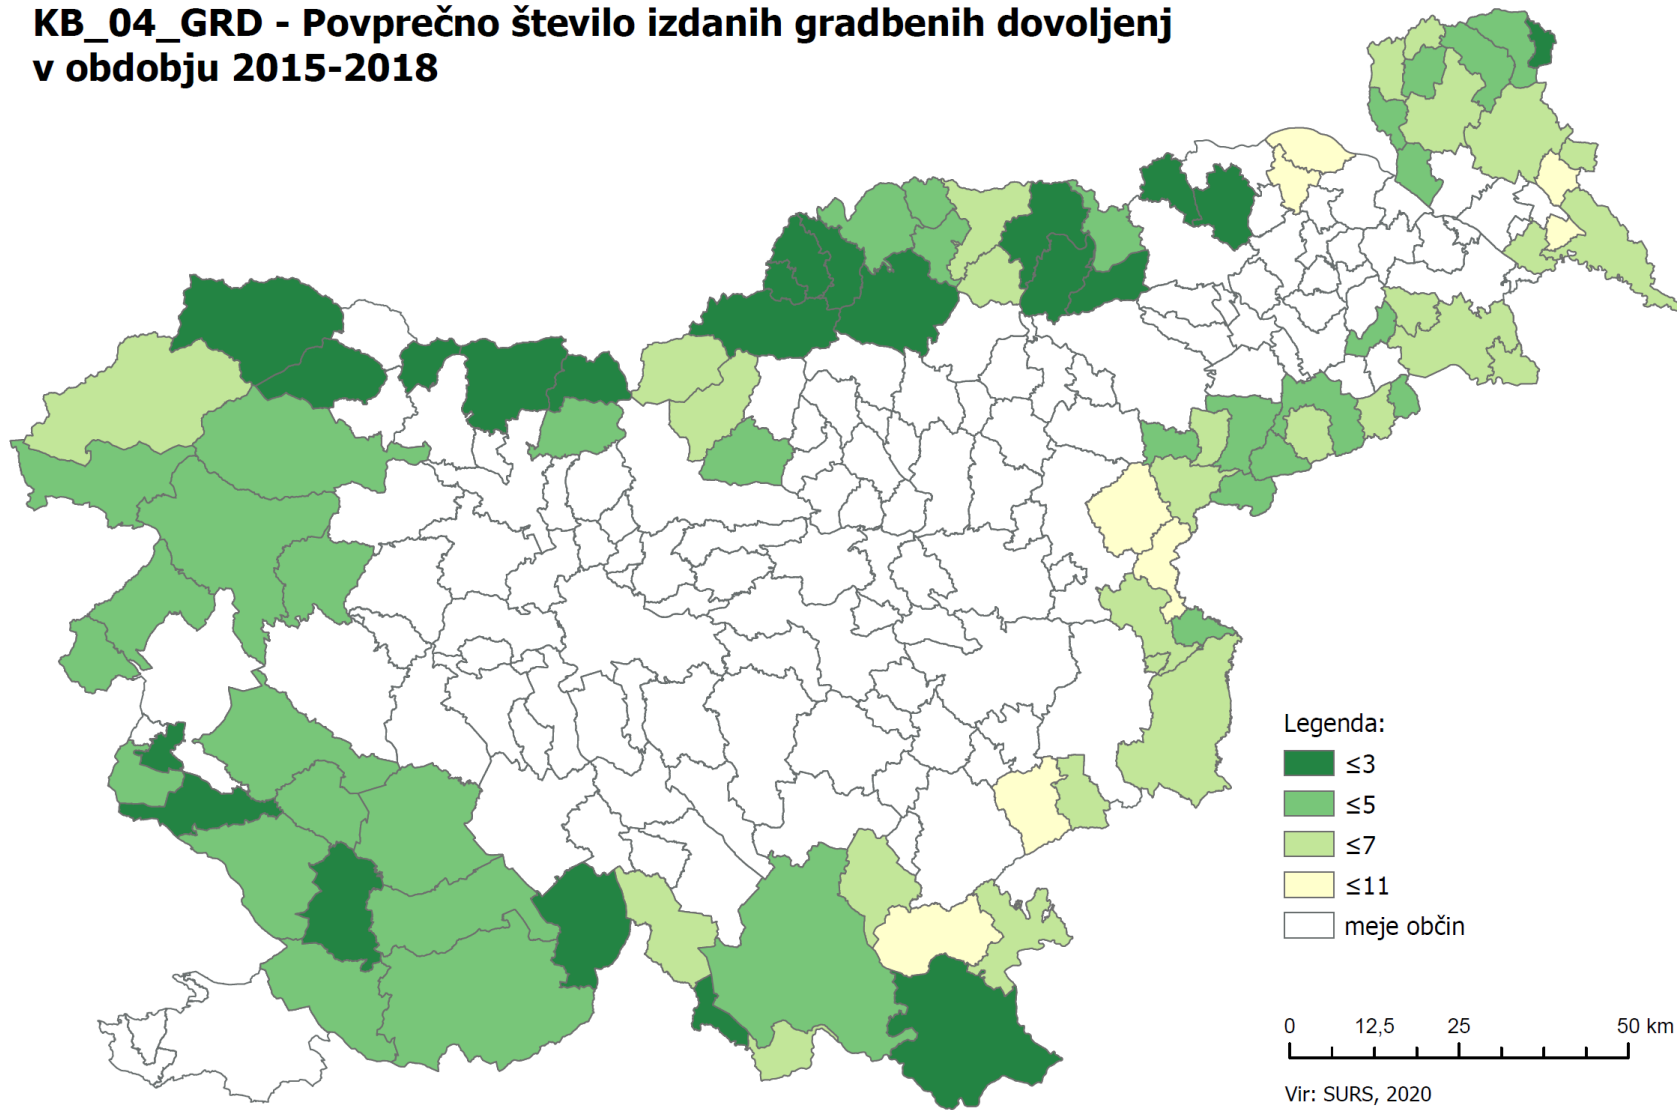 KB_04_GRD - Povprečno število izdanih gradbenih dovoljenj
v obdobju 2015-2018
Legenda:
≤3
≤5
≤7
≤11
meje občin
0 12,5 25 50 km
Vir: SURS, 2020